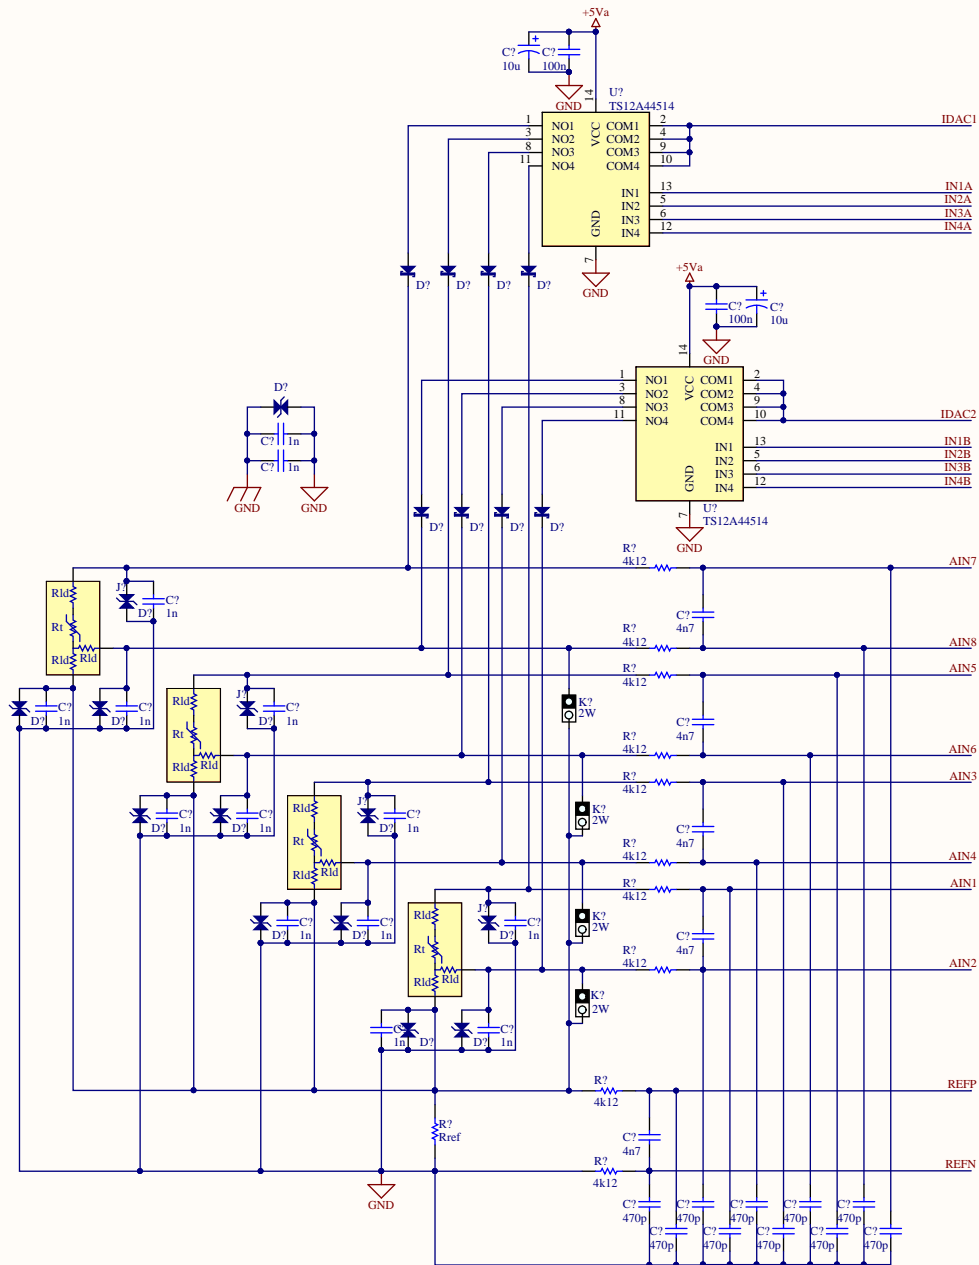 +5Va
C?
10u
C?
100n
GND
U?
TS12A44514
14
1
3
8
11
NO1
NO2
NO3
NO4
VCC
GND
COM1
COM2
COM3
COM4
IN1
IN2
IN3
IN4
2
4
9
10
13
5
6
12
7
GND
IDAC1
IN1A
IN2A
IN3A
IN4A
D?
D?
D?
D?
+5Va
C?
100n
C?
10u
GND
14
1
3
8
11
NO1
NO2
NO3
NO4
VCC
GND
COM1
COM2
COM3
COM4
IN1
IN2
IN3
IN4
2
4
9
10
13
5
6
12
7
U?
TS12A44514
GND
IDAC2
IN1B
IN2B
IN3B
IN4B
D?
C?
1n
C?
1n
GND
GND
D?
D?
D?
D?
R?
4k12
AIN7
J?
Rld
Rt
Rld
Rld
D?
C?
1n
C?
4n7
R?
4k12
AIN8
D?
C?
1n
D?
C?
1n
R?
4k12
AIN5
J?
Rld
Rt
Rld
Rld
D?
C?
1n
K?
2W
C?
4n7
R?
4k12
AIN6
D?
C?
1n
D?
C?
1n
R?
4k12
AIN3
J?
Rld
Rt
Rld
Rld
D?
C?
1n
K?
2W
C?
4n7
R?
4k12
AIN4
D?
C?
1n
D?
C?
1n
R?
4k12
AIN1
J?
Rld
Rt
Rld
Rld
D?
C?
1n
K?
2W
C?
4n7
R?
4k12
AIN2
C?
1n
D?
D?
C?
1n
K?
2W
R?
4k12
REFP
R?
Rref
C?
4n7
R?
4k12
REFN
GND
C?
470p
C?
470p
C?
470p
C?
470p
C?
470p
C?
470p
C?
470p
C?
470p
C?
470p
C?
470p